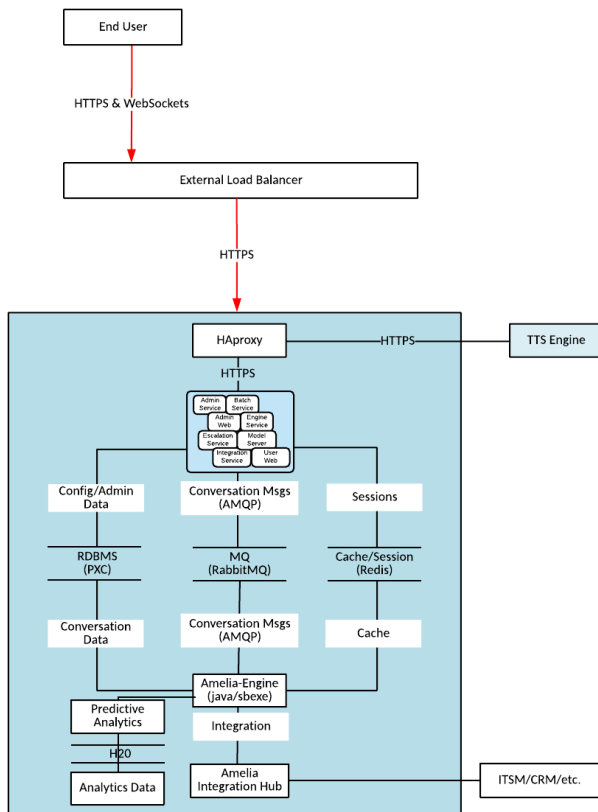 End User
HTTPS & WebSockets
External Load Balancer
HTTPS
HAproxy
HTTPS
TTS Engine
HTTPS
Admin
Service
Batch
Service
Admin
Web
Engine
Service
Escalation
Service
Model
Server
Integration
Service
User
Web
Config/Admin
Data
Conversation Msgs
(AMQP)
Sessions
RDBMS
(PXC)
MQ
(RabbitMQ)
Cache/Session
(Redis)
Conversation
Data
Conversation Msgs
(AMQP)
Cache
Amelia-Engine
(java/sbexe)
Predictive
Analytics
Integration
H20
Analytics Data
Amelia
Integration Hub
ITSM/CRM/etc.